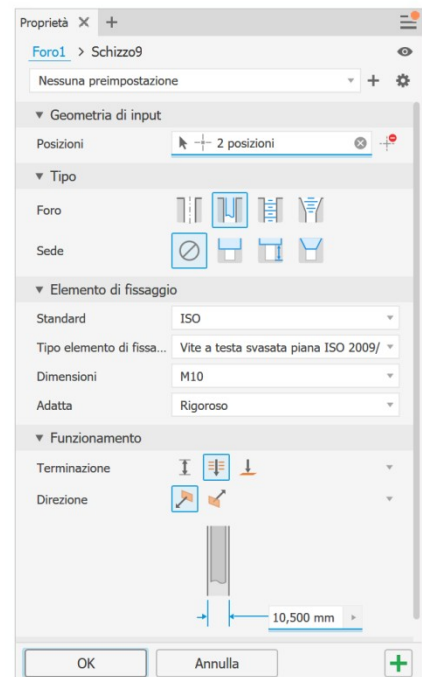 Proprietà
Foro1 > Schizzo9
Nessuna preimpostazione
Geometria di input
Posizioni 2 posizioni
Tipo
Foro
Sede
Elemento di fissaggio
Standard ISO
Tipo elemento di fissa... Vite a testa svasata piana ISO 2009/
Dimensioni M10
Adatta Rigoroso
Funzionamento
Terminazione
Direzione
10,500 mm
OK Annulla